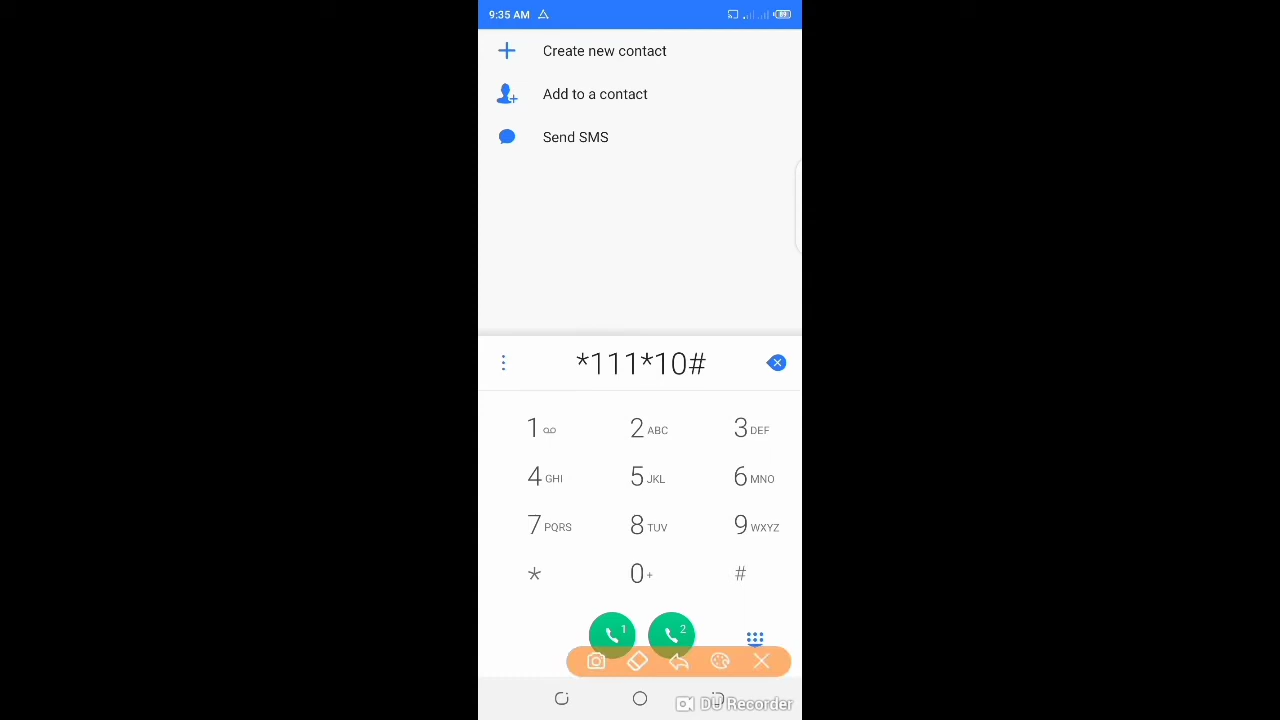 9:35 AM
89
Create new contact
Add to a contact
Send SMS
*111*10#
1 2 ABC 3 DEF
4 GHI 5 JKL 6 MNO
7 PQRS 8 TUV 9 WXYZ
* 0 + #
1 2
DU Recorder